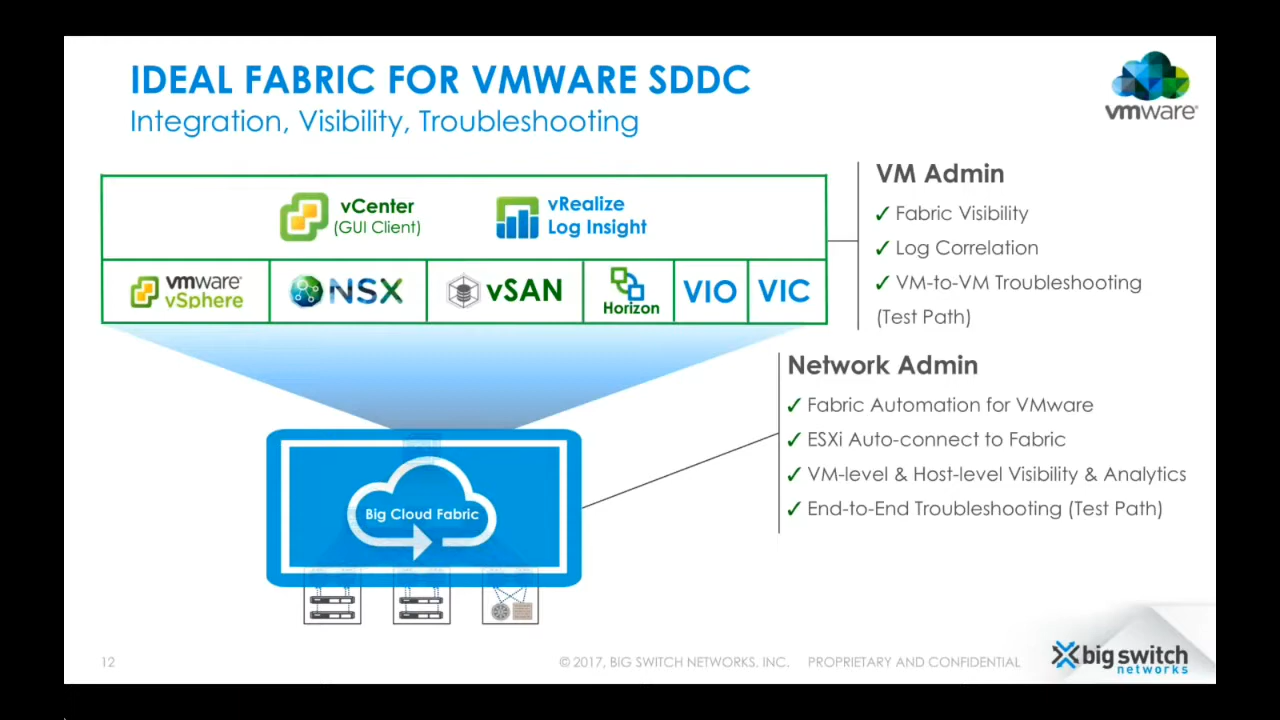 IDEAL FABRIC FOR VMWARE SDDC
Integration, Visibility, Troubleshooting
vmware®
vCenter
(GUI Client)
vRealize
Log Insight
vmware®
vSphere
NSX
vSAN
Horizon
VIO
VIC
VM Admin
✓ Fabric Visibility
✓ Log Correlation
✓ VM-to-VM Troubleshooting
(Test Path)
Network Admin
✓ Fabric Automation for VMware
✓ ESXi Auto-connect to Fabric
✓ VM-level & Host-level Visibility & Analytics
✓ End-to-End Troubleshooting (Test Path)
Big Cloud Fabric
12
© 2017, BIG SWITCH NETWORKS, INC. PROPRIETARY AND CONFIDENTIAL
big switch
networks